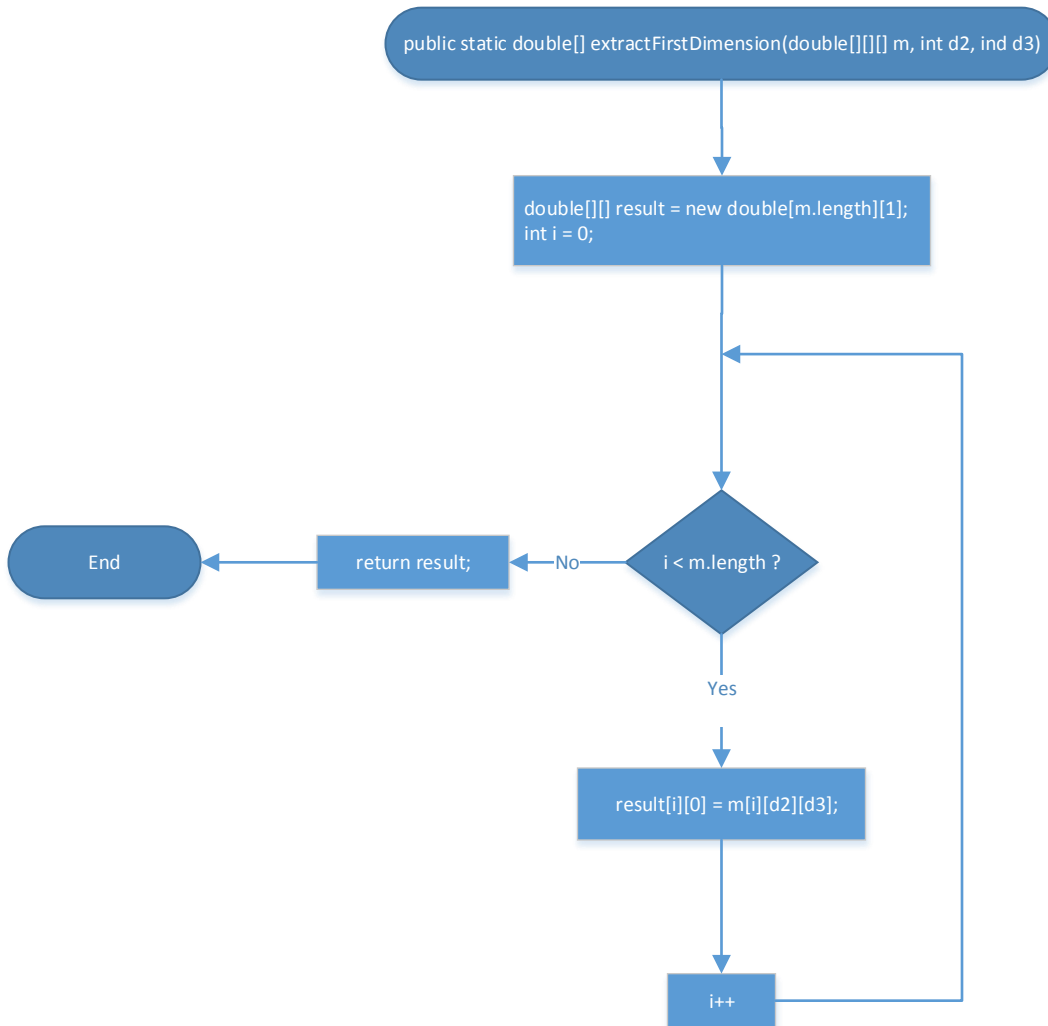 public static double[] extractFirstDimension(double[][][] m, int d2, ind d3)
double[][] result = new double[m.length][1];
int i = 0;
i < m.length ?
No
return result;
End
Yes
result[i][0] = m[i][d2][d3];
i++